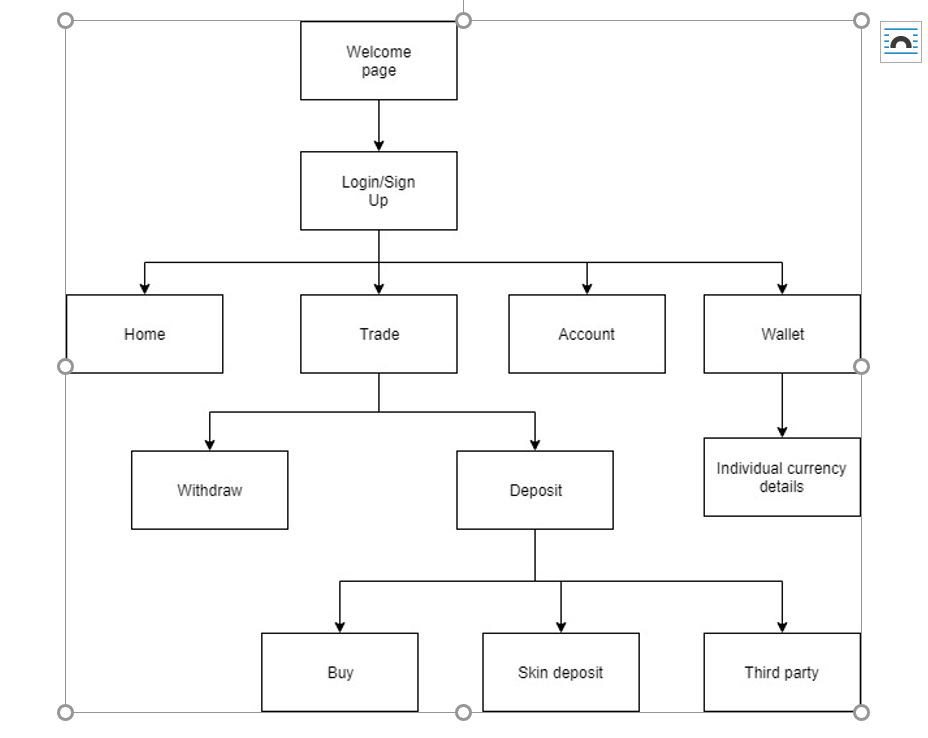 Welcome
page
Login/Sign
Up
Home
Trade
Account
Wallet
Withdraw
Deposit
Individual currency
details
Buy
Skin deposit
Third party